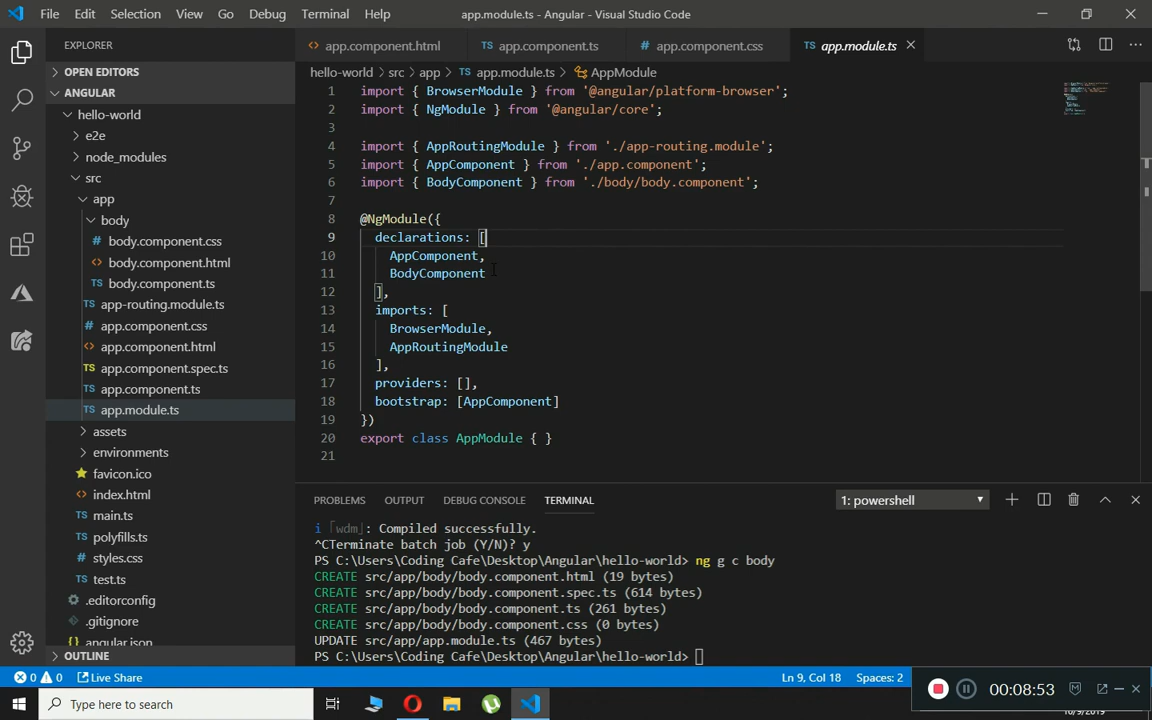 File Edit Selection View Go Debug Terminal Help app.module.ts - Angular - Visual Studio Code
EXPLORER
OPEN EDITORS
ANGULAR
hello-world
e2e
node_modules
src
app
body
body.component.css
body.component.html
body.component.ts
app-routing.module.ts
app.component.css
app.component.html
app.component.spec.ts
app.component.ts
app.module.ts
assets
environments
favicon.ico
index.html
main.ts
polyfills.ts
styles.css
test.ts
.editorconfig
.gitignore
angular.json
OUTLINE
app.component.html TS app.component.ts # app.component.css TS app.module.ts
hello-world > src > app > TS app.module.ts > AppModule
1 import { BrowserModule } from '@angular/platform-browser';
2 import { NgModule } from '@angular/core';
3
4 import { AppRoutingModule } from './app-routing.module';
5 import { AppComponent } from './app.component';
6 import { BodyComponent } from './body/body.component';
7
8 @NgModule({
9 declarations: [
10 AppComponent,
11 BodyComponent
12 ],
13 imports: [
14 BrowserModule,
15 AppRoutingModule
16 ],
17 providers: [],
18 bootstrap: [AppComponent]
19 })
20 export class AppModule { }
21
PROBLEMS OUTPUT DEBUG CONSOLE TERMINAL 1: powershell
i ｢wdm｣: Compiled successfully.
^CTerminate batch job (Y/N)? y
PS C:\Users\Coding Cafe\Desktop\Angular\hello-world> ng g c body
CREATE src/app/body/body.component.html (19 bytes)
CREATE src/app/body/body.component.spec.ts (614 bytes)
CREATE src/app/body/body.component.ts (261 bytes)
CREATE src/app/body/body.component.css (0 bytes)
UPDATE src/app/app.module.ts (467 bytes)
PS C:\Users\Coding Cafe\Desktop\Angular\hello-world>
0 0 Live Share Ln 9, Col 18 Spaces: 2
Type here to search
00:08:53